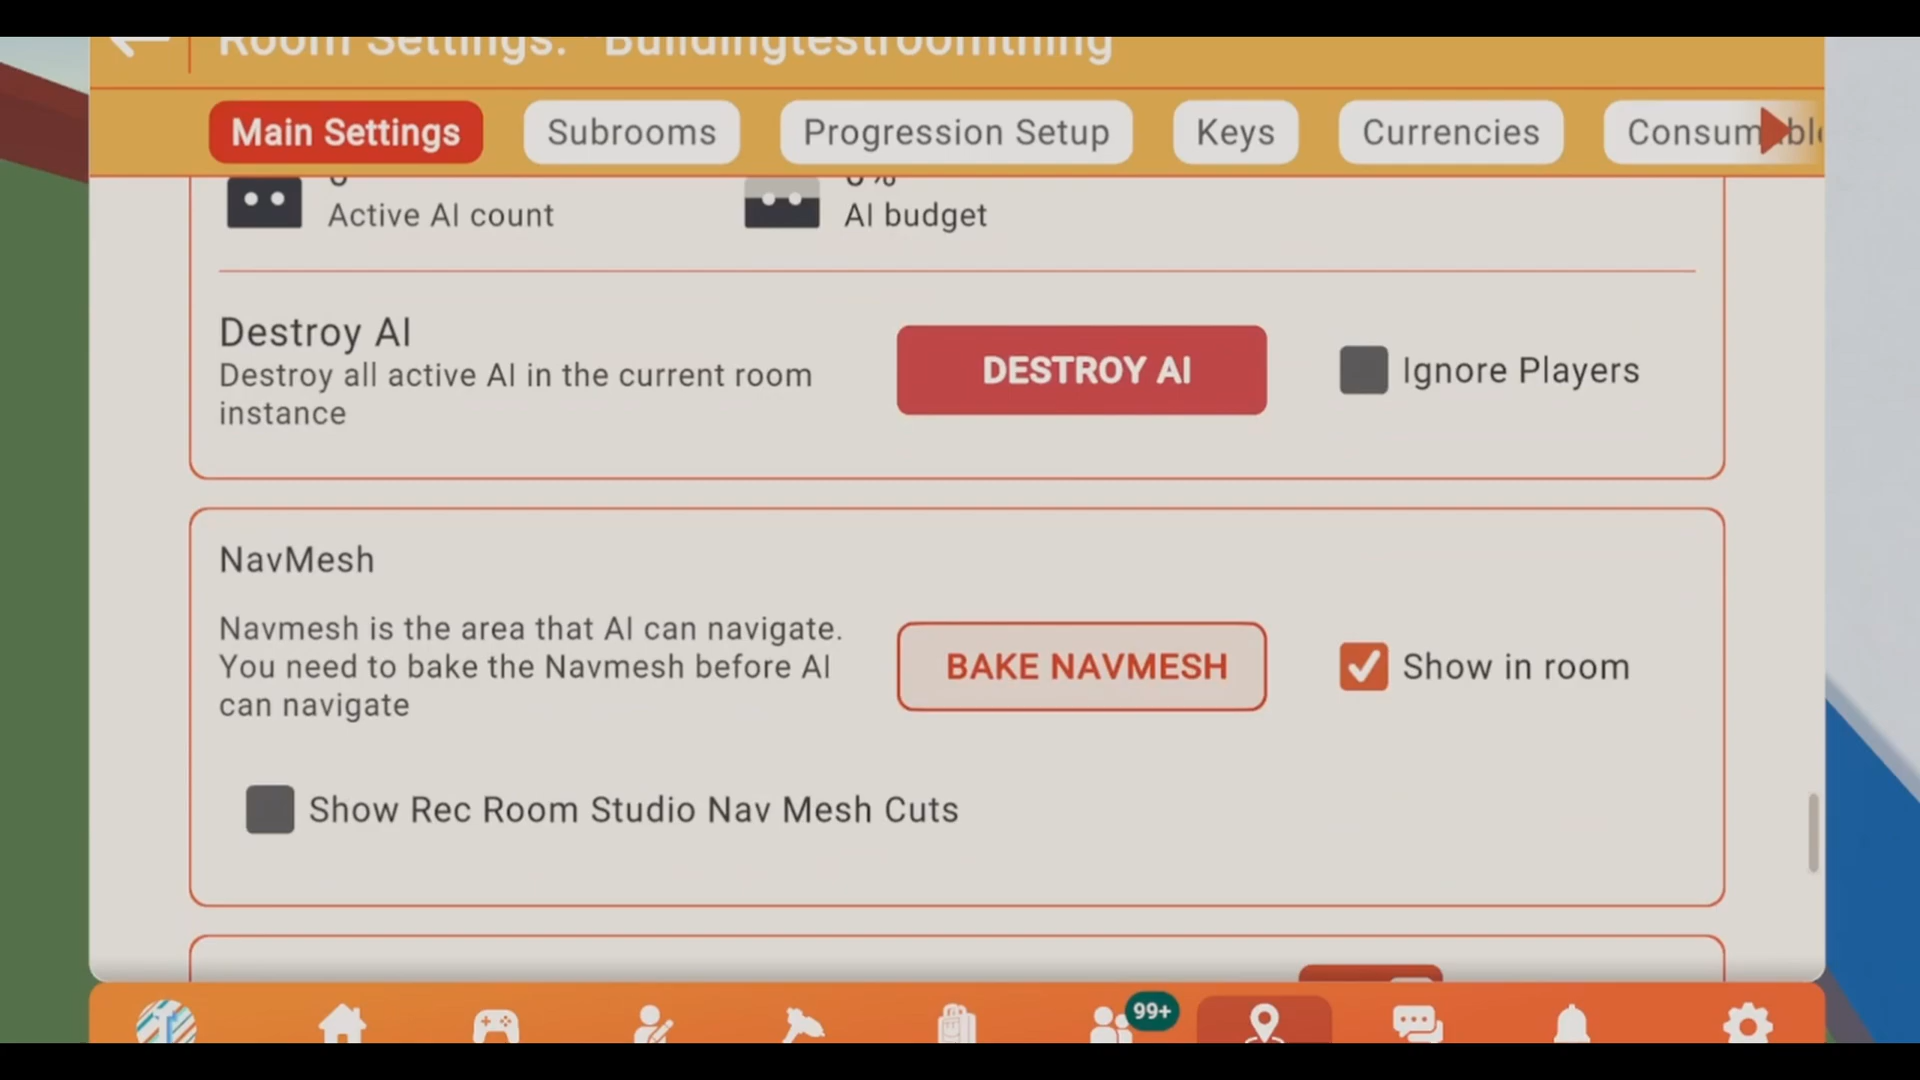 Room Settings: ^Buildingtestroomthing
Main Settings
Subrooms
Progression Setup
Keys
Currencies
Active AI count
AI budget
Destroy AI
Destroy all active AI in the current room
instance
DESTROY AI
Ignore Players
NavMesh
Navmesh is the area that AI can navigate.
You need to bake the Navmesh before AI
can navigate
BAKE NAVMESH
Show in room
Show Rec Room Studio Nav Mesh Cuts
99+